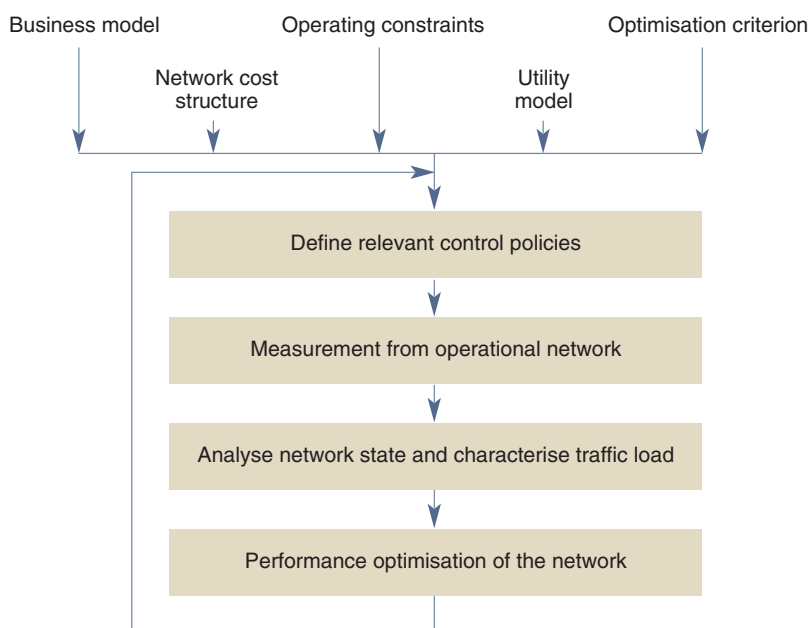 Business model
Operating constraints
Optimisation criterion
Network cost
structure
Utility
model
Define relevant control policies
Measurement from operational network
Analyse network state and characterise traffic load
Performance optimisation of the network